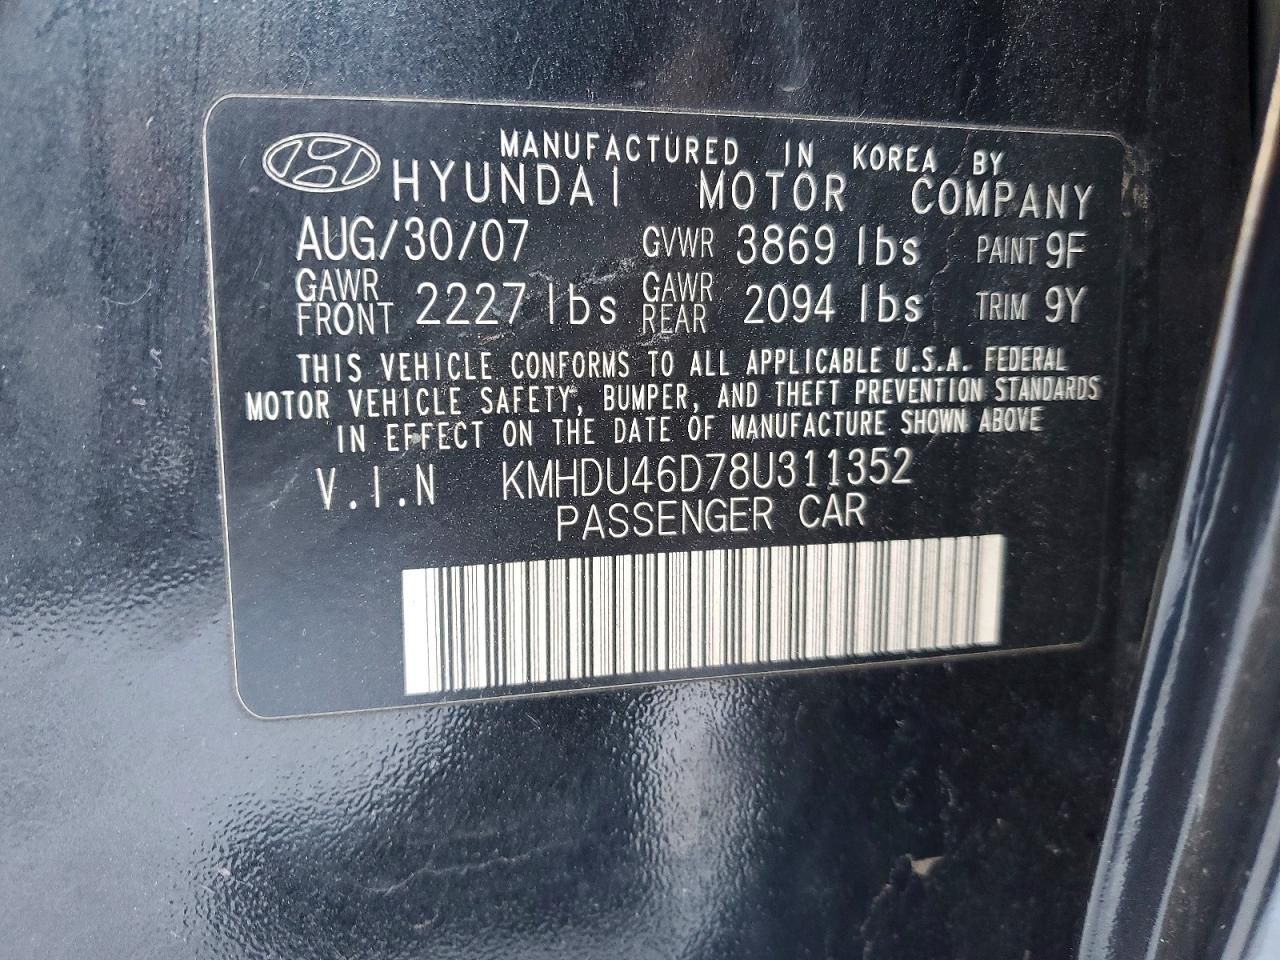 MANUFACTURED IN KOREA BY
HYUNDAI MOTOR COMPANY
AUG/30/07 GVWR 3869 lbs PAINT 9F
GAWR FRONT 2227 lbs GAWR REAR 2094 lbs TRIM 9Y
THIS VEHICLE CONFORMS TO ALL APPLICABLE U.S.A. FEDERAL
MOTOR VEHICLE SAFETY, BUMPER, AND THEFT PREVENTION STANDARDS
IN EFFECT ON THE DATE OF MANUFACTURE SHOWN ABOVE
V.I.N KMHDU46D78U311352
PASSENGER CAR